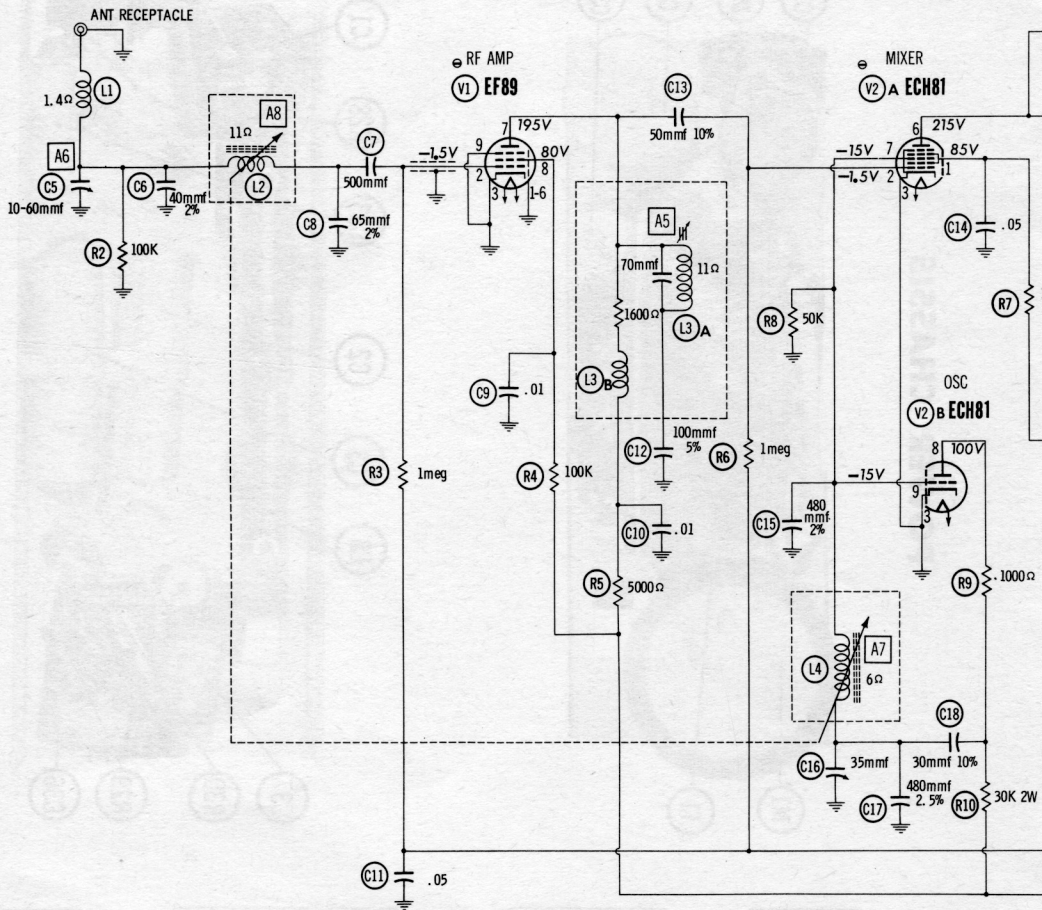 ANT RECEPTACLE
L1
1.4Ω
A6
C5
10-60mmf
R2
100K
C6
40mmf
2%
11Ω
A8
L2
C7
500mmf
C8
65mmf
2%
⊖ RF AMP
V1 EF89
-1.5V
7
195V
9
2
3
80V
8
1-6
C13
50mmf 10%
⊖ MIXER
V2 A ECH81
6
215V
-15V
7
-1.5V
2
3
85V
1
C14
.05
R7
A5
70mmf
11Ω
1600Ω
L3 A
L3 B
R8
50K
C9
.01
OSC
V2 B ECH81
8
100V
-15V
9
3
C12
100mmf
5%
R6
1meg
R3
1meg
R4
100K
C15
480
mmf
2%
C10
.01
R5
5000Ω
R9
.1000Ω
L4
A7
6Ω
C18
30mmf 10%
C16
35mmf
C17
480mmf
2.5%
R10
30K 2W
C11
.05